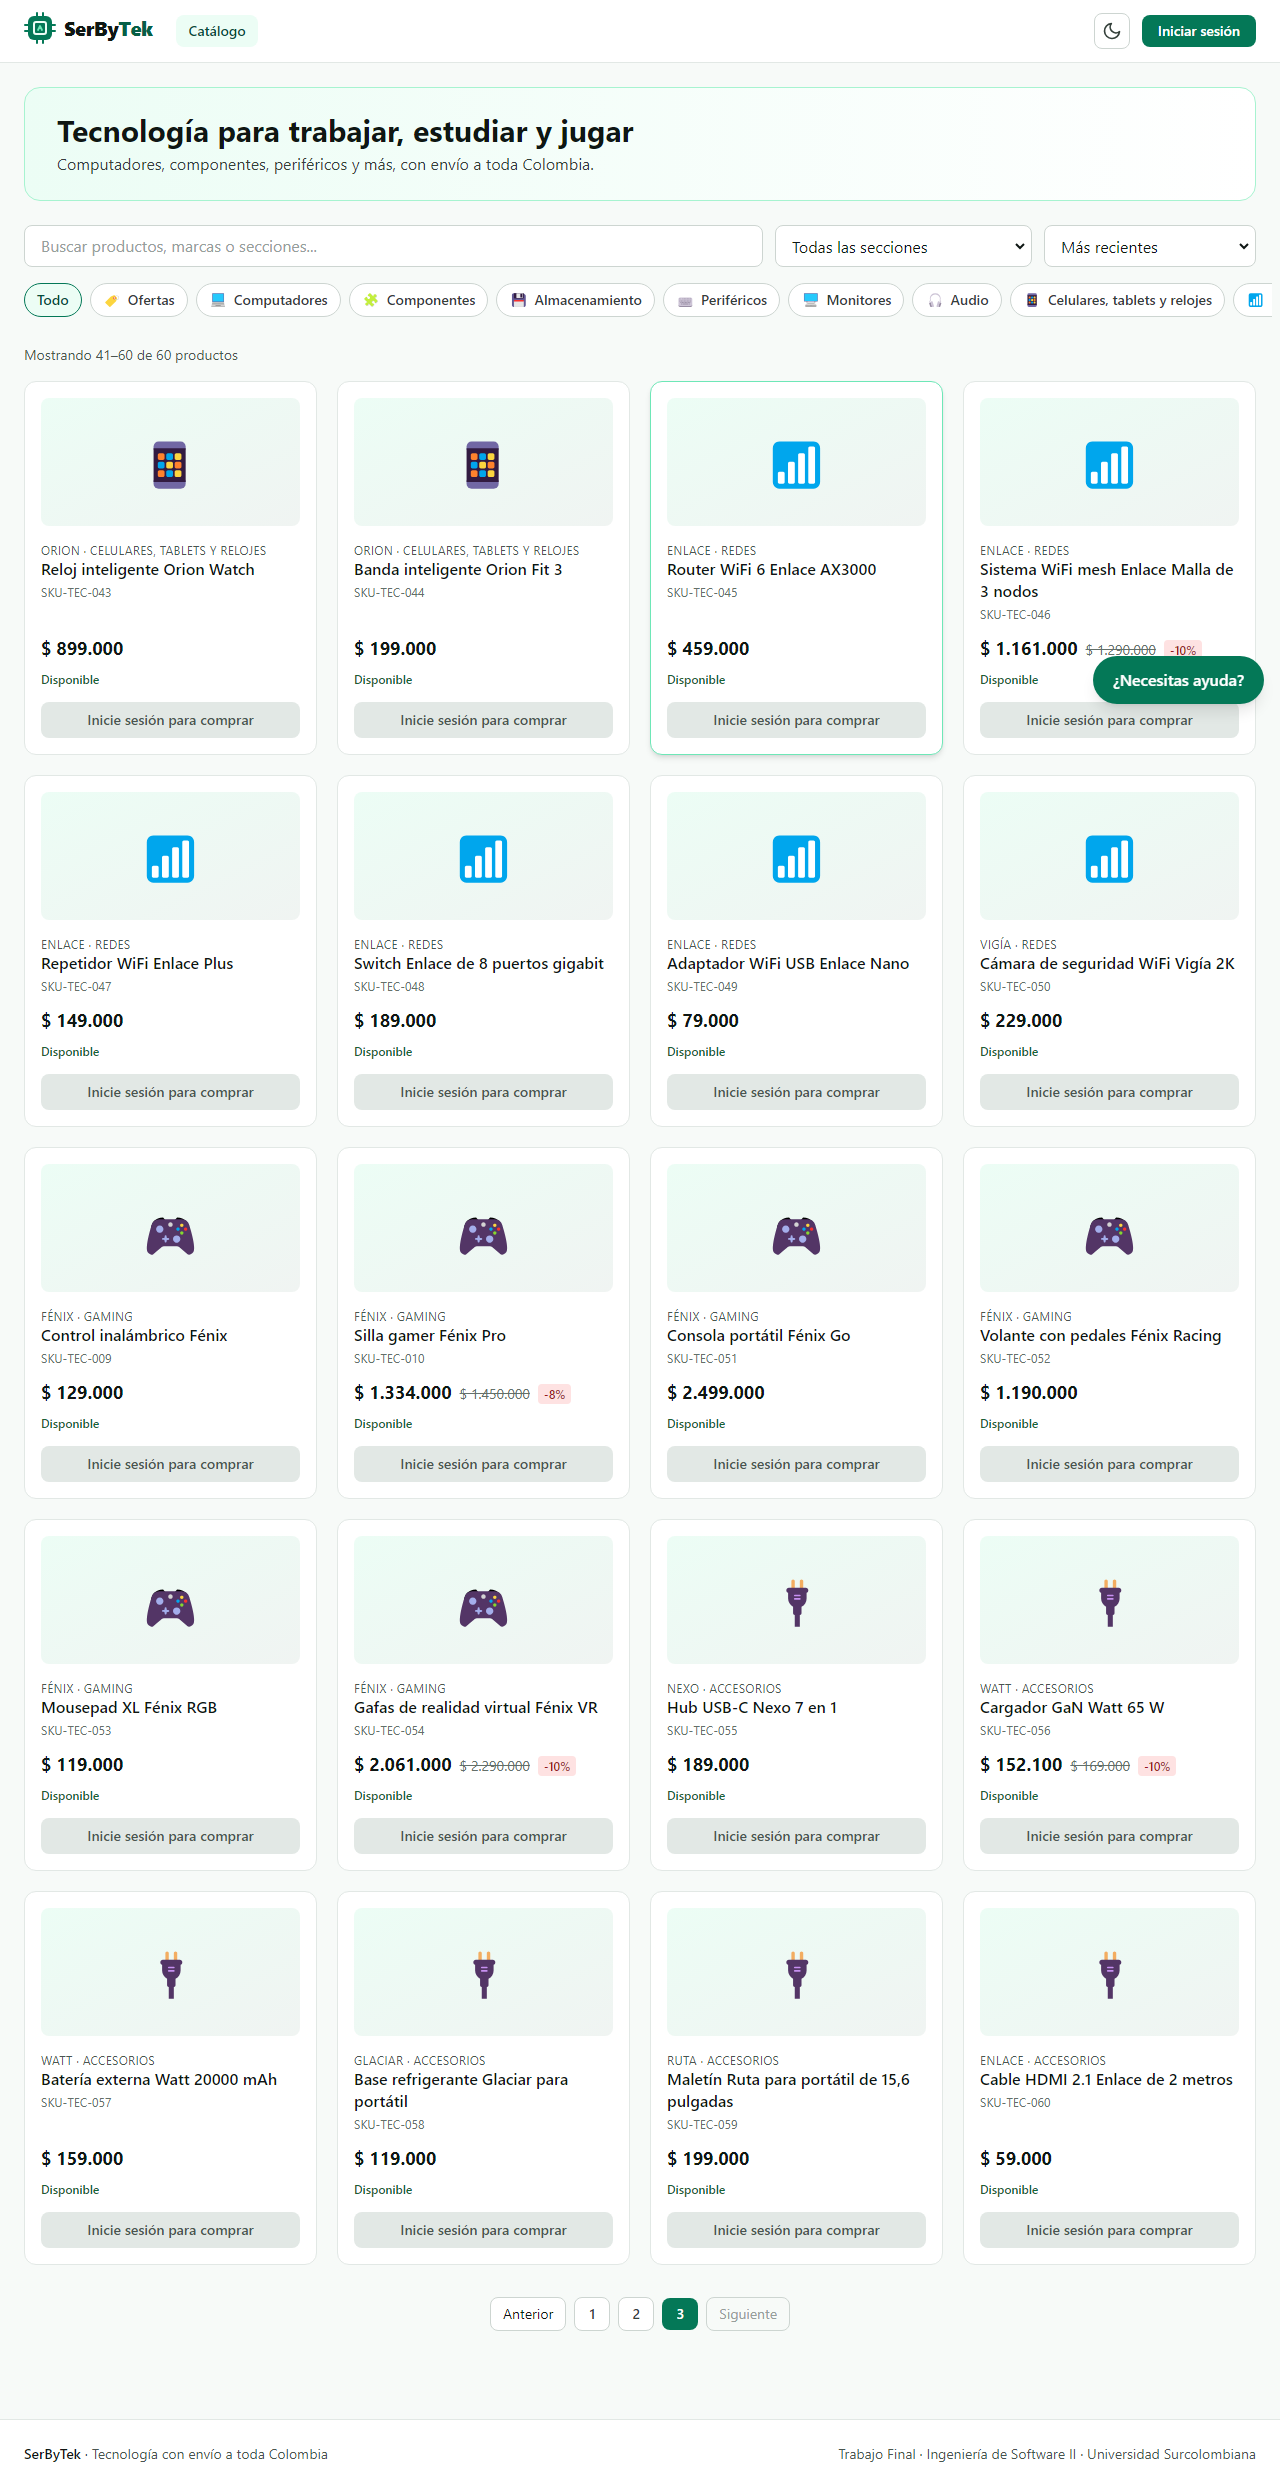 SerByTek
Catálogo
Iniciar sesión
Tecnología para trabajar, estudiar y jugar
Computadores, componentes, periféricos y más, con envío a toda Colombia.
Buscar productos, marcas o secciones...
Todas las secciones
Más recientes
Todo
Ofertas
Computadores
Componentes
Almacenamiento
Periféricos
Monitores
Audio
Celulares, tablets y relojes
Mostrando 41–60 de 60 productos
ORION · CELULARES, TABLETS Y RELOJES
Reloj inteligente Orion Watch
SKU-TEC-043
$ 899.000
Disponible
Inicie sesión para comprar
ORION · CELULARES, TABLETS Y RELOJES
Banda inteligente Orion Fit 3
SKU-TEC-044
$ 199.000
Disponible
Inicie sesión para comprar
ENLACE · REDES
Router WiFi 6 Enlace AX3000
SKU-TEC-045
$ 459.000
Disponible
Inicie sesión para comprar
ENLACE · REDES
Sistema WiFi mesh Enlace Malla de
3 nodos
SKU-TEC-046
$ 1.161.000 $ 1.290.000 -10%
Disponible
¿Necesitas ayuda?
Inicie sesión para comprar
ENLACE · REDES
Repetidor WiFi Enlace Plus
SKU-TEC-047
$ 149.000
Disponible
Inicie sesión para comprar
ENLACE · REDES
Switch Enlace de 8 puertos gigabit
SKU-TEC-048
$ 189.000
Disponible
Inicie sesión para comprar
ENLACE · REDES
Adaptador WiFi USB Enlace Nano
SKU-TEC-049
$ 79.000
Disponible
Inicie sesión para comprar
VIGÍA · REDES
Cámara de seguridad WiFi Vigía 2K
SKU-TEC-050
$ 229.000
Disponible
Inicie sesión para comprar
FÉNIX · GAMING
Control inalámbrico Fénix
SKU-TEC-009
$ 129.000
Disponible
Inicie sesión para comprar
FÉNIX · GAMING
Silla gamer Fénix Pro
SKU-TEC-010
$ 1.334.000 $ 1.450.000 -8%
Disponible
Inicie sesión para comprar
FÉNIX · GAMING
Consola portátil Fénix Go
SKU-TEC-051
$ 2.499.000
Disponible
Inicie sesión para comprar
FÉNIX · GAMING
Volante con pedales Fénix Racing
SKU-TEC-052
$ 1.190.000
Disponible
Inicie sesión para comprar
FÉNIX · GAMING
Mousepad XL Fénix RGB
SKU-TEC-053
$ 119.000
Disponible
Inicie sesión para comprar
FÉNIX · GAMING
Gafas de realidad virtual Fénix VR
SKU-TEC-054
$ 2.061.000 $ 2.290.000 -10%
Disponible
Inicie sesión para comprar
NEXO · ACCESORIOS
Hub USB-C Nexo 7 en 1
SKU-TEC-055
$ 189.000
Disponible
Inicie sesión para comprar
WATT · ACCESORIOS
Cargador GaN Watt 65 W
SKU-TEC-056
$ 152.100 $ 169.000 -10%
Disponible
Inicie sesión para comprar
WATT · ACCESORIOS
Batería externa Watt 20000 mAh
SKU-TEC-057
$ 159.000
Disponible
Inicie sesión para comprar
GLACIAR · ACCESORIOS
Base refrigerante Glaciar para
portátil
SKU-TEC-058
$ 119.000
Disponible
Inicie sesión para comprar
RUTA · ACCESORIOS
Maletín Ruta para portátil de 15,6
pulgadas
SKU-TEC-059
$ 199.000
Disponible
Inicie sesión para comprar
ENLACE · ACCESORIOS
Cable HDMI 2.1 Enlace de 2 metros
SKU-TEC-060
$ 59.000
Disponible
Inicie sesión para comprar
Anterior 1 2 3 Siguiente
SerByTek · Tecnología con envío a toda Colombia
Trabajo Final · Ingeniería de Software II · Universidad Surcolombiana